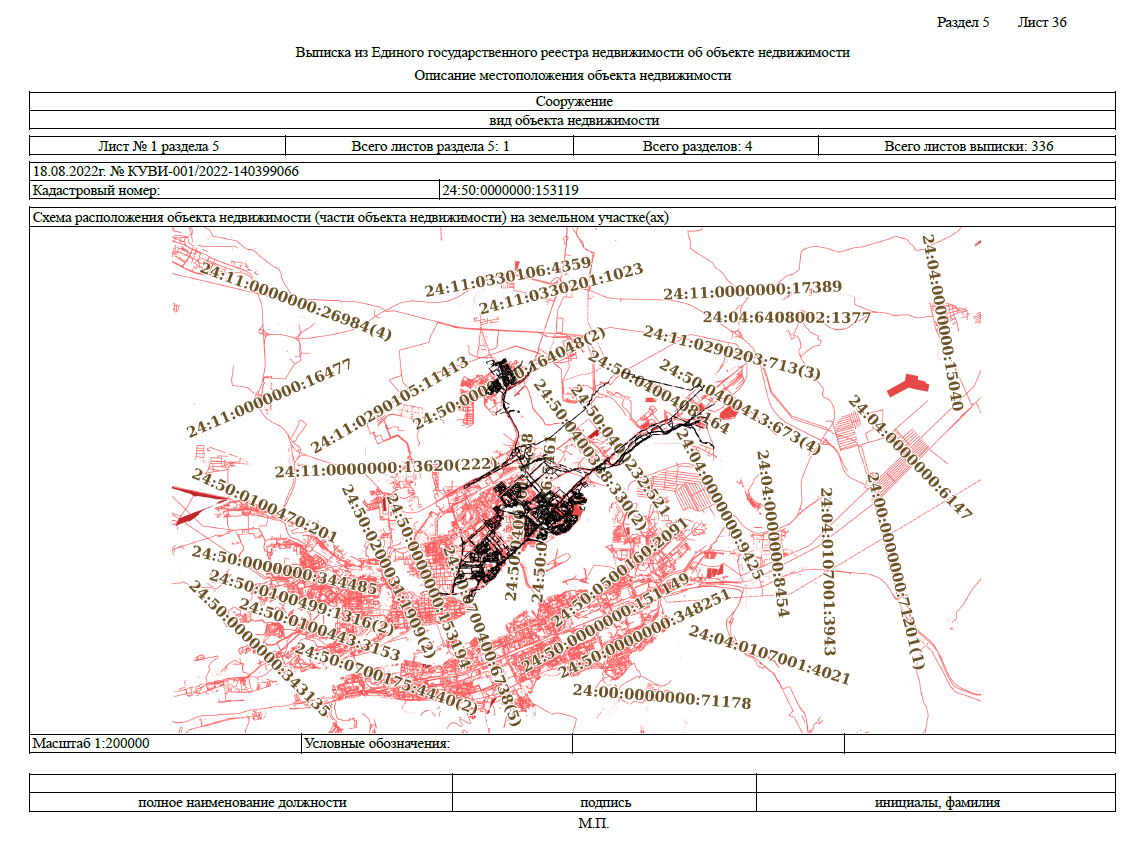 Раздел 5 Лист 36
Выписка из Единого государственного реестра недвижимости об объекте недвижимости
Описание местоположения объекта недвижимости
Сооружение
вид объекта недвижимости
Лист № 1 раздела 5 Всего листов раздела 5: 1 Всего разделов: 4 Всего листов выписки: 336
18.08.2022г. № КУВИ-001/2022-140399066
Кадастровый номер: 24:50:0000000:153119
Схема расположения объекта недвижимости (части объекта недвижимости) на земельном участке(ах)
24:11:0000000:26984(4)
24:11:0330106:4359
24:11:0330201:1023
24:11:0000000:17389
24:04:6408002:1377
24:04:0000000:15040
24:11:0290203:713(3)
24:11:0000000:16477
24:11:0290105:11413
24:50:0400413:673(4)
24:04:0000000:6147
24:11:0000000:13620(222)
24:50:0100470:201
24:04:0000000:9425
24:04:0000000:8454
24:04:0107001:3943
24:00:0000000:71201(1)
24:50:0000000:344485
24:50:0100499:1316(2)
24:50:0100443:3153
24:50:0000000:343135
24:50:0700175:4440(2)
24:50:0000000:153194
24:50:0500160:2091
24:50:0000000:151149
24:50:0000000:348251
24:04:0107001:4021
24:00:0000000:71178
Масштаб 1:200000 Условные обозначения:
полное наименование должности подпись инициалы, фамилия
М.П.